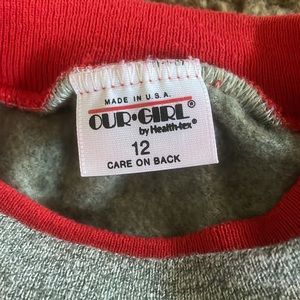 MADE IN U.S.A.
OUR•GIRL®
by Health-tex®
12
CARE ON BACK